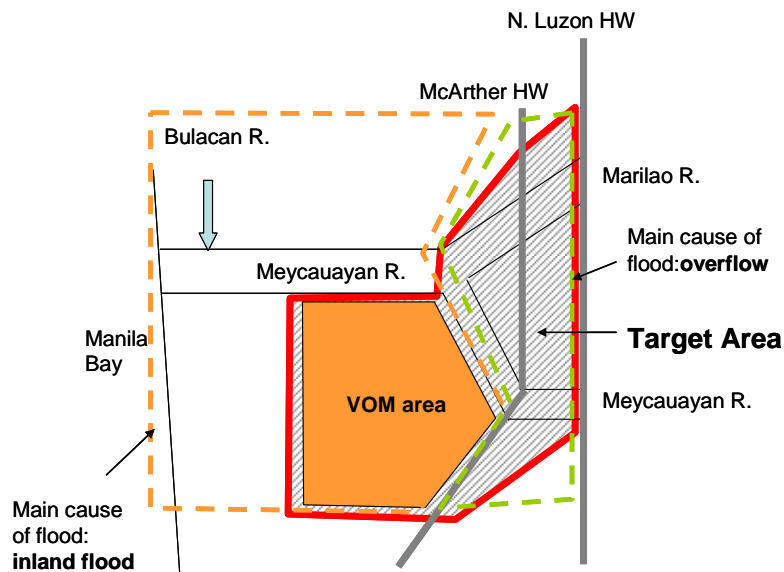 N. Luzon HW
McArther HW
Bulacan R.
Marilao R.
Main cause of
flood:overflow
Meycauayan R.
Manila
Bay
Target Area
VOM area
Meycauayan R.
Main cause
of flood:
inland flood